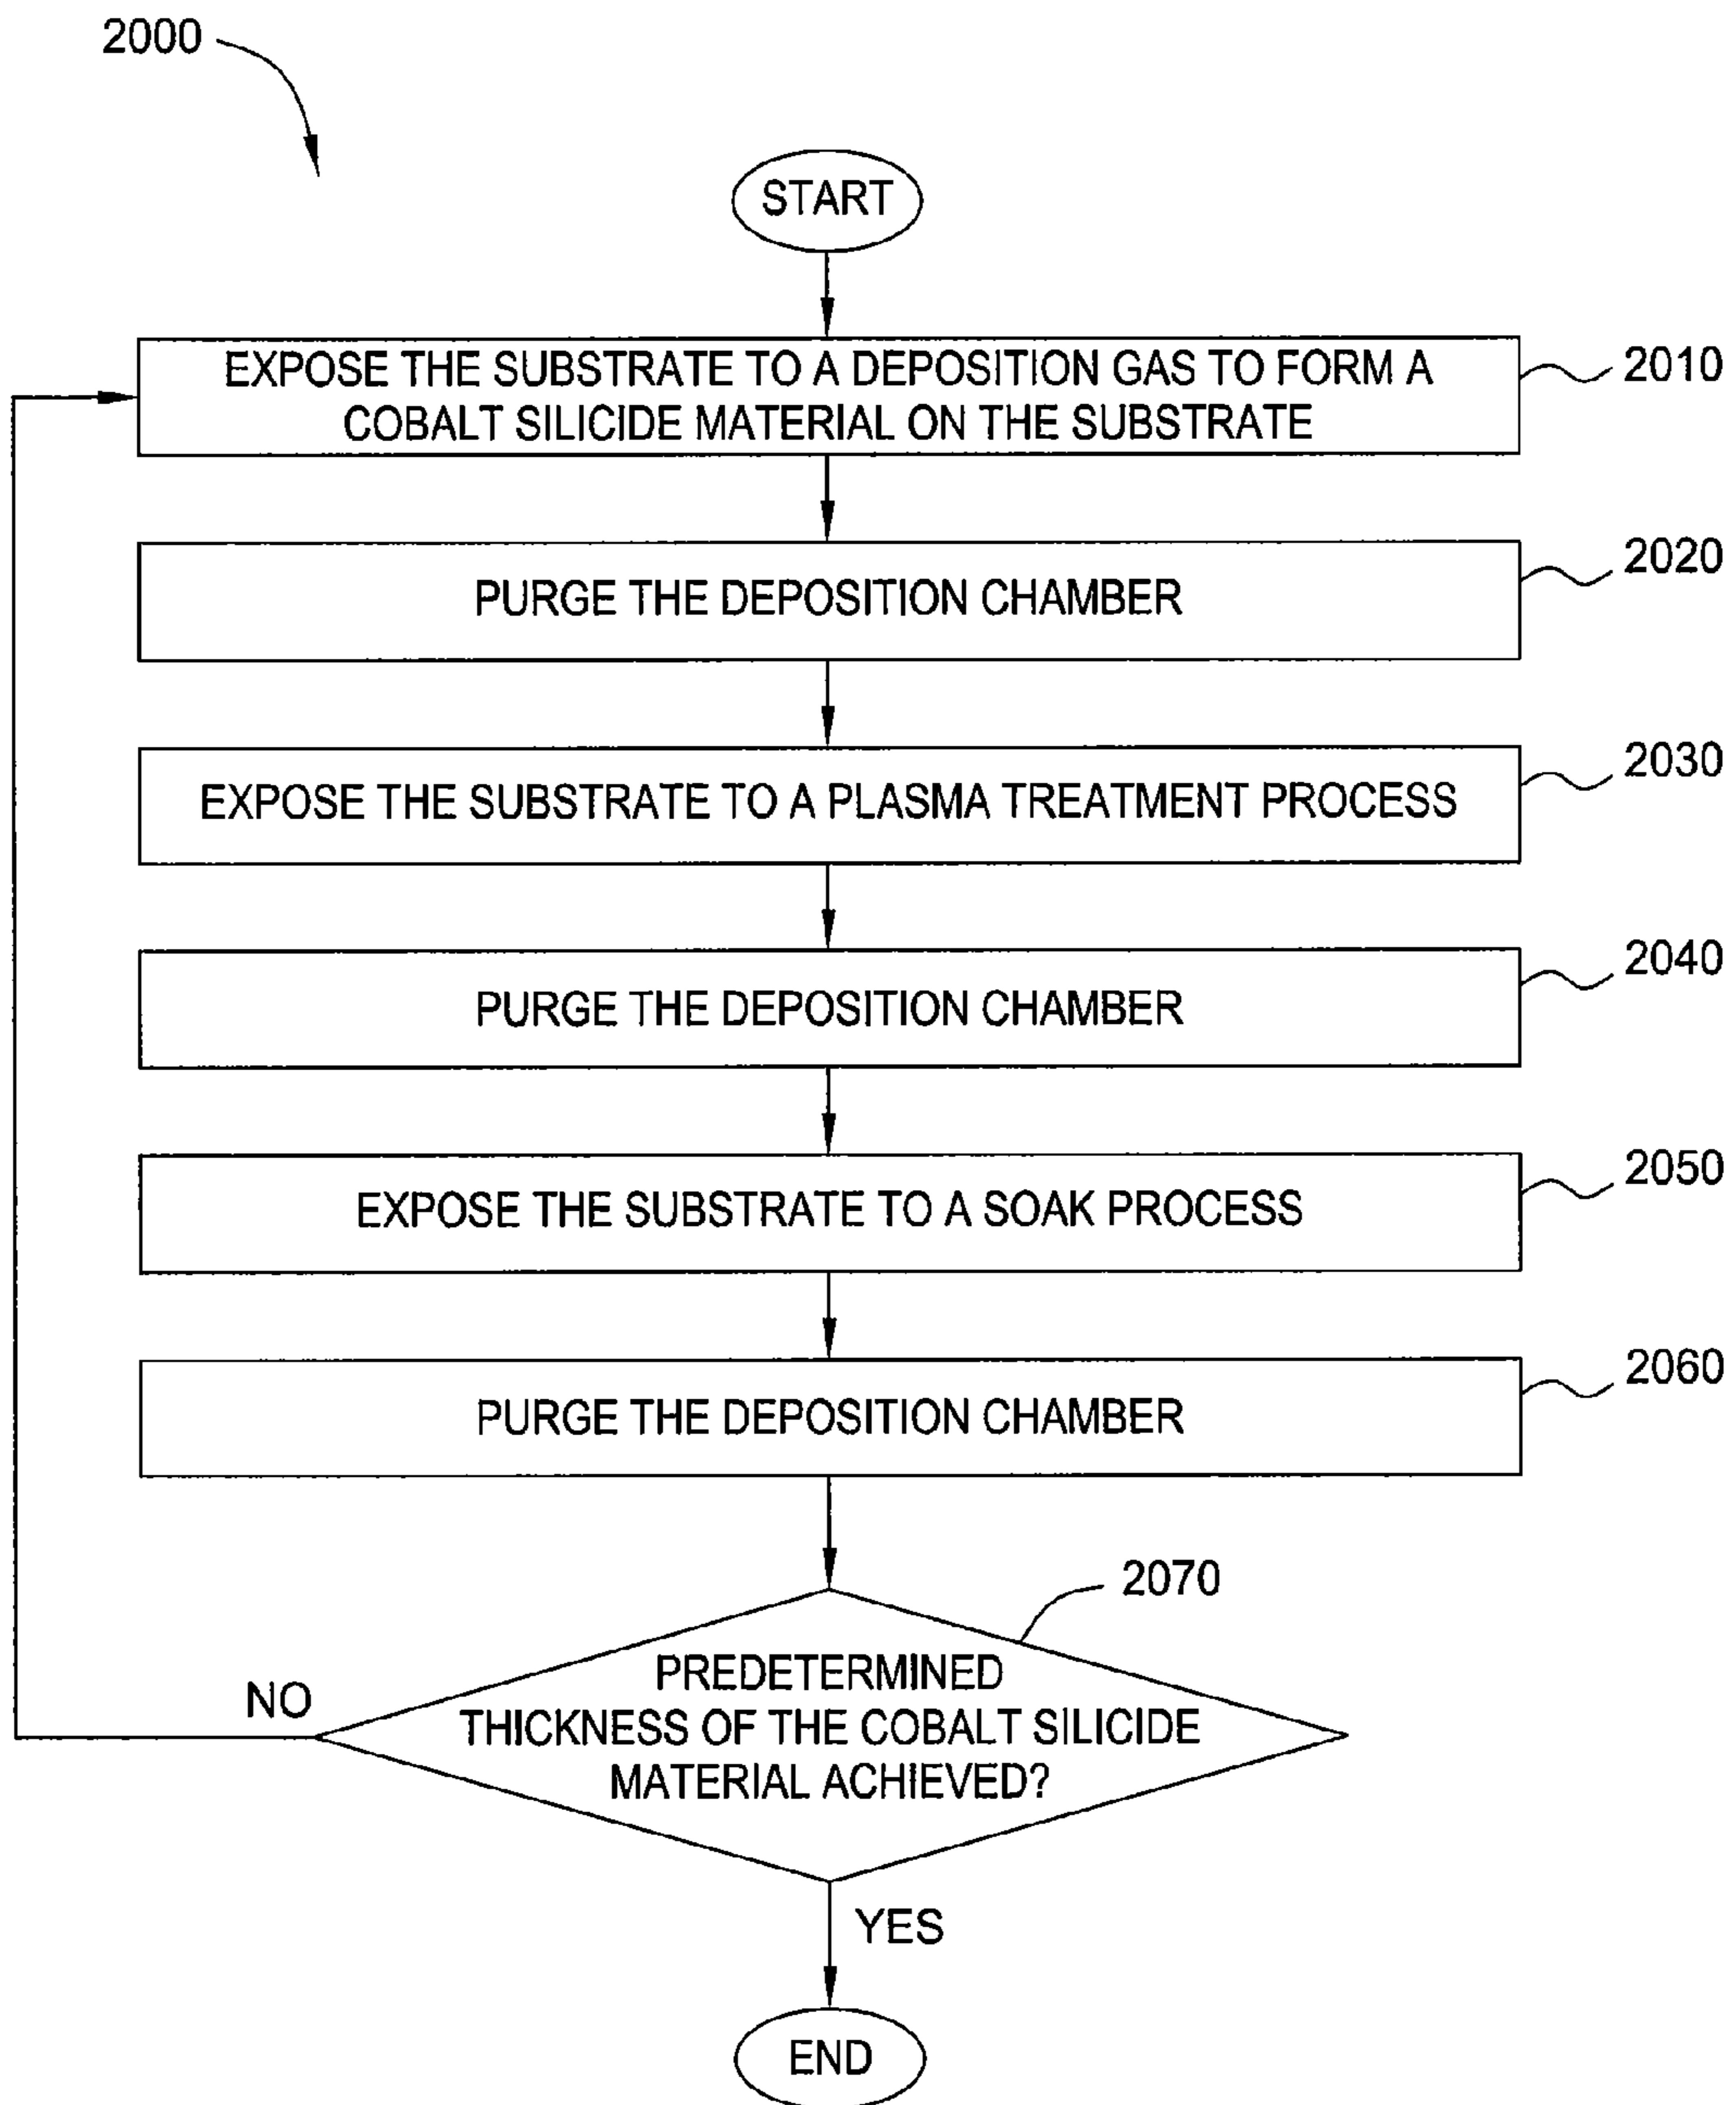 2000
START
EXPOSE THE SUBSTRATE TO A DEPOSITION GAS TO FORM A
COBALT SILICIDE MATERIAL ON THE SUBSTRATE
2010
PURGE THE DEPOSITION CHAMBER
2020
EXPOSE THE SUBSTRATE TO A PLASMA TREATMENT PROCESS
2030
PURGE THE DEPOSITION CHAMBER
2040
EXPOSE THE SUBSTRATE TO A SOAK PROCESS
2050
PURGE THE DEPOSITION CHAMBER
2060
2070
PREDETERMINED
THICKNESS OF THE COBALT SILICIDE
MATERIAL ACHIEVED?
NO
YES
END